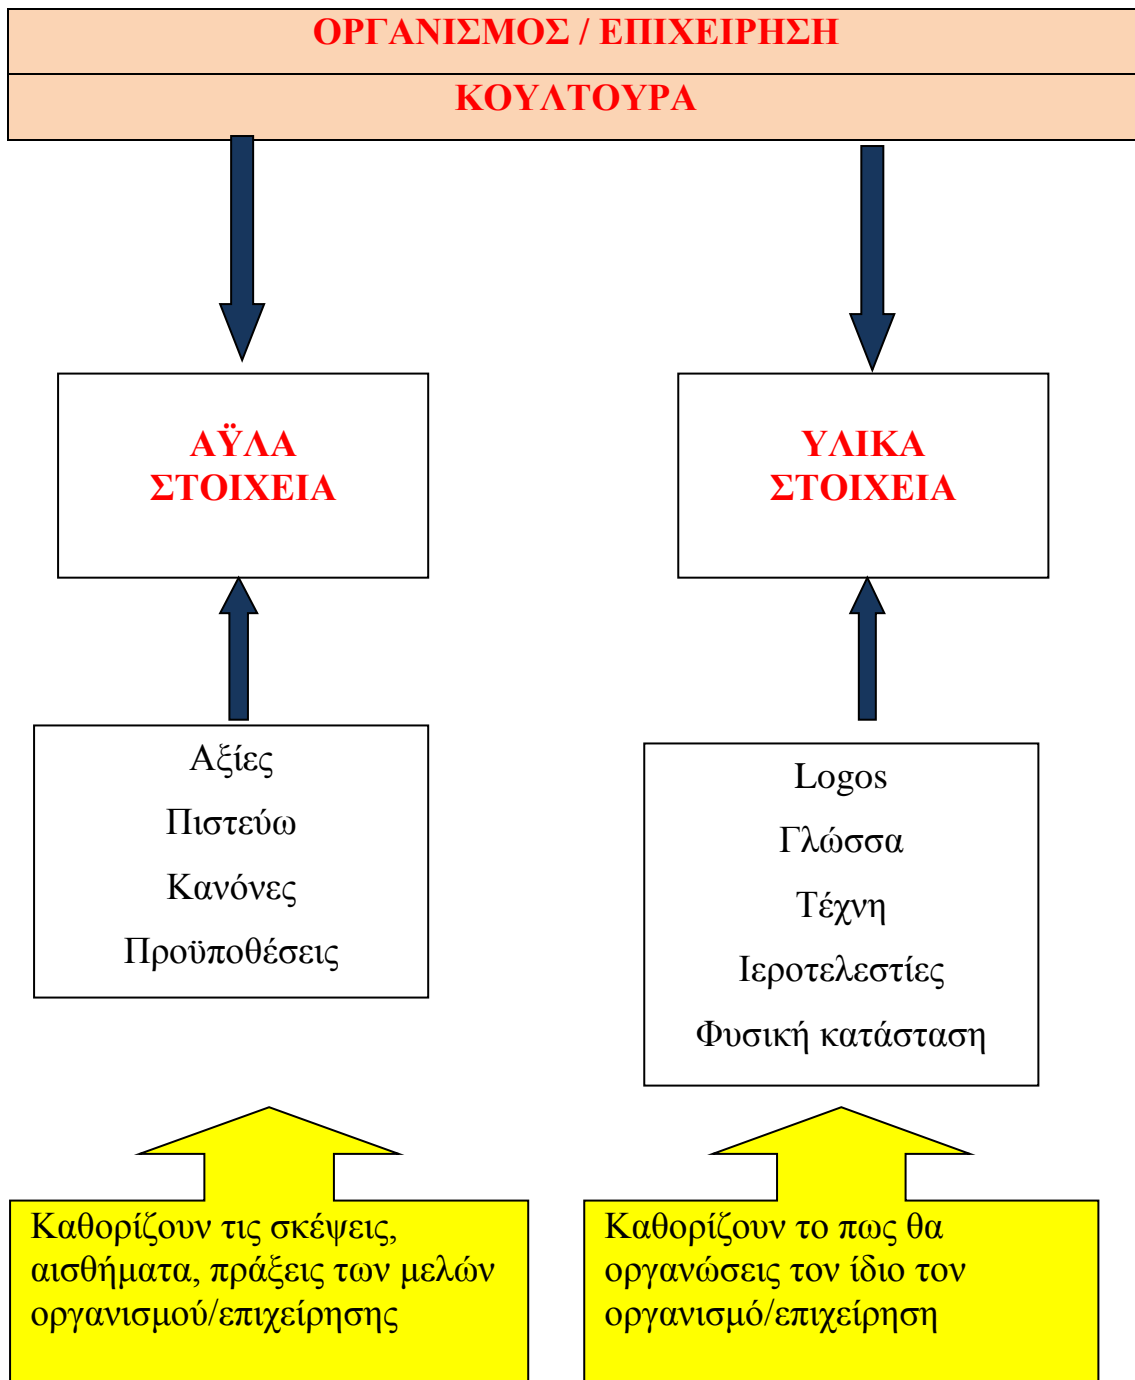 ΟΡΓΑΝΙΣΜΟΣ / ΕΠΙΧΕΙΡΗΣΗ
ΚΟΥΛΤΟΥΡΑ
ΑΫΛΑ
ΣΤΟΙΧΕΙΑ
ΥΛΙΚΑ
ΣΤΟΙΧΕΙΑ
Αξίες
Πιστεύω
Κανόνες
Προϋποθέσεις
Logos
Γλώσσα
Τέχνη
Ιεροτελεστίες
Φυσική κατάσταση
Καθορίζουν τις σκέψεις,
αισθήματα, πράξεις των μελών
οργανισμού/επιχείρησης
Καθορίζουν το πως θα
οργανώσεις τον ίδιο τον
οργανισμό/επιχείρηση